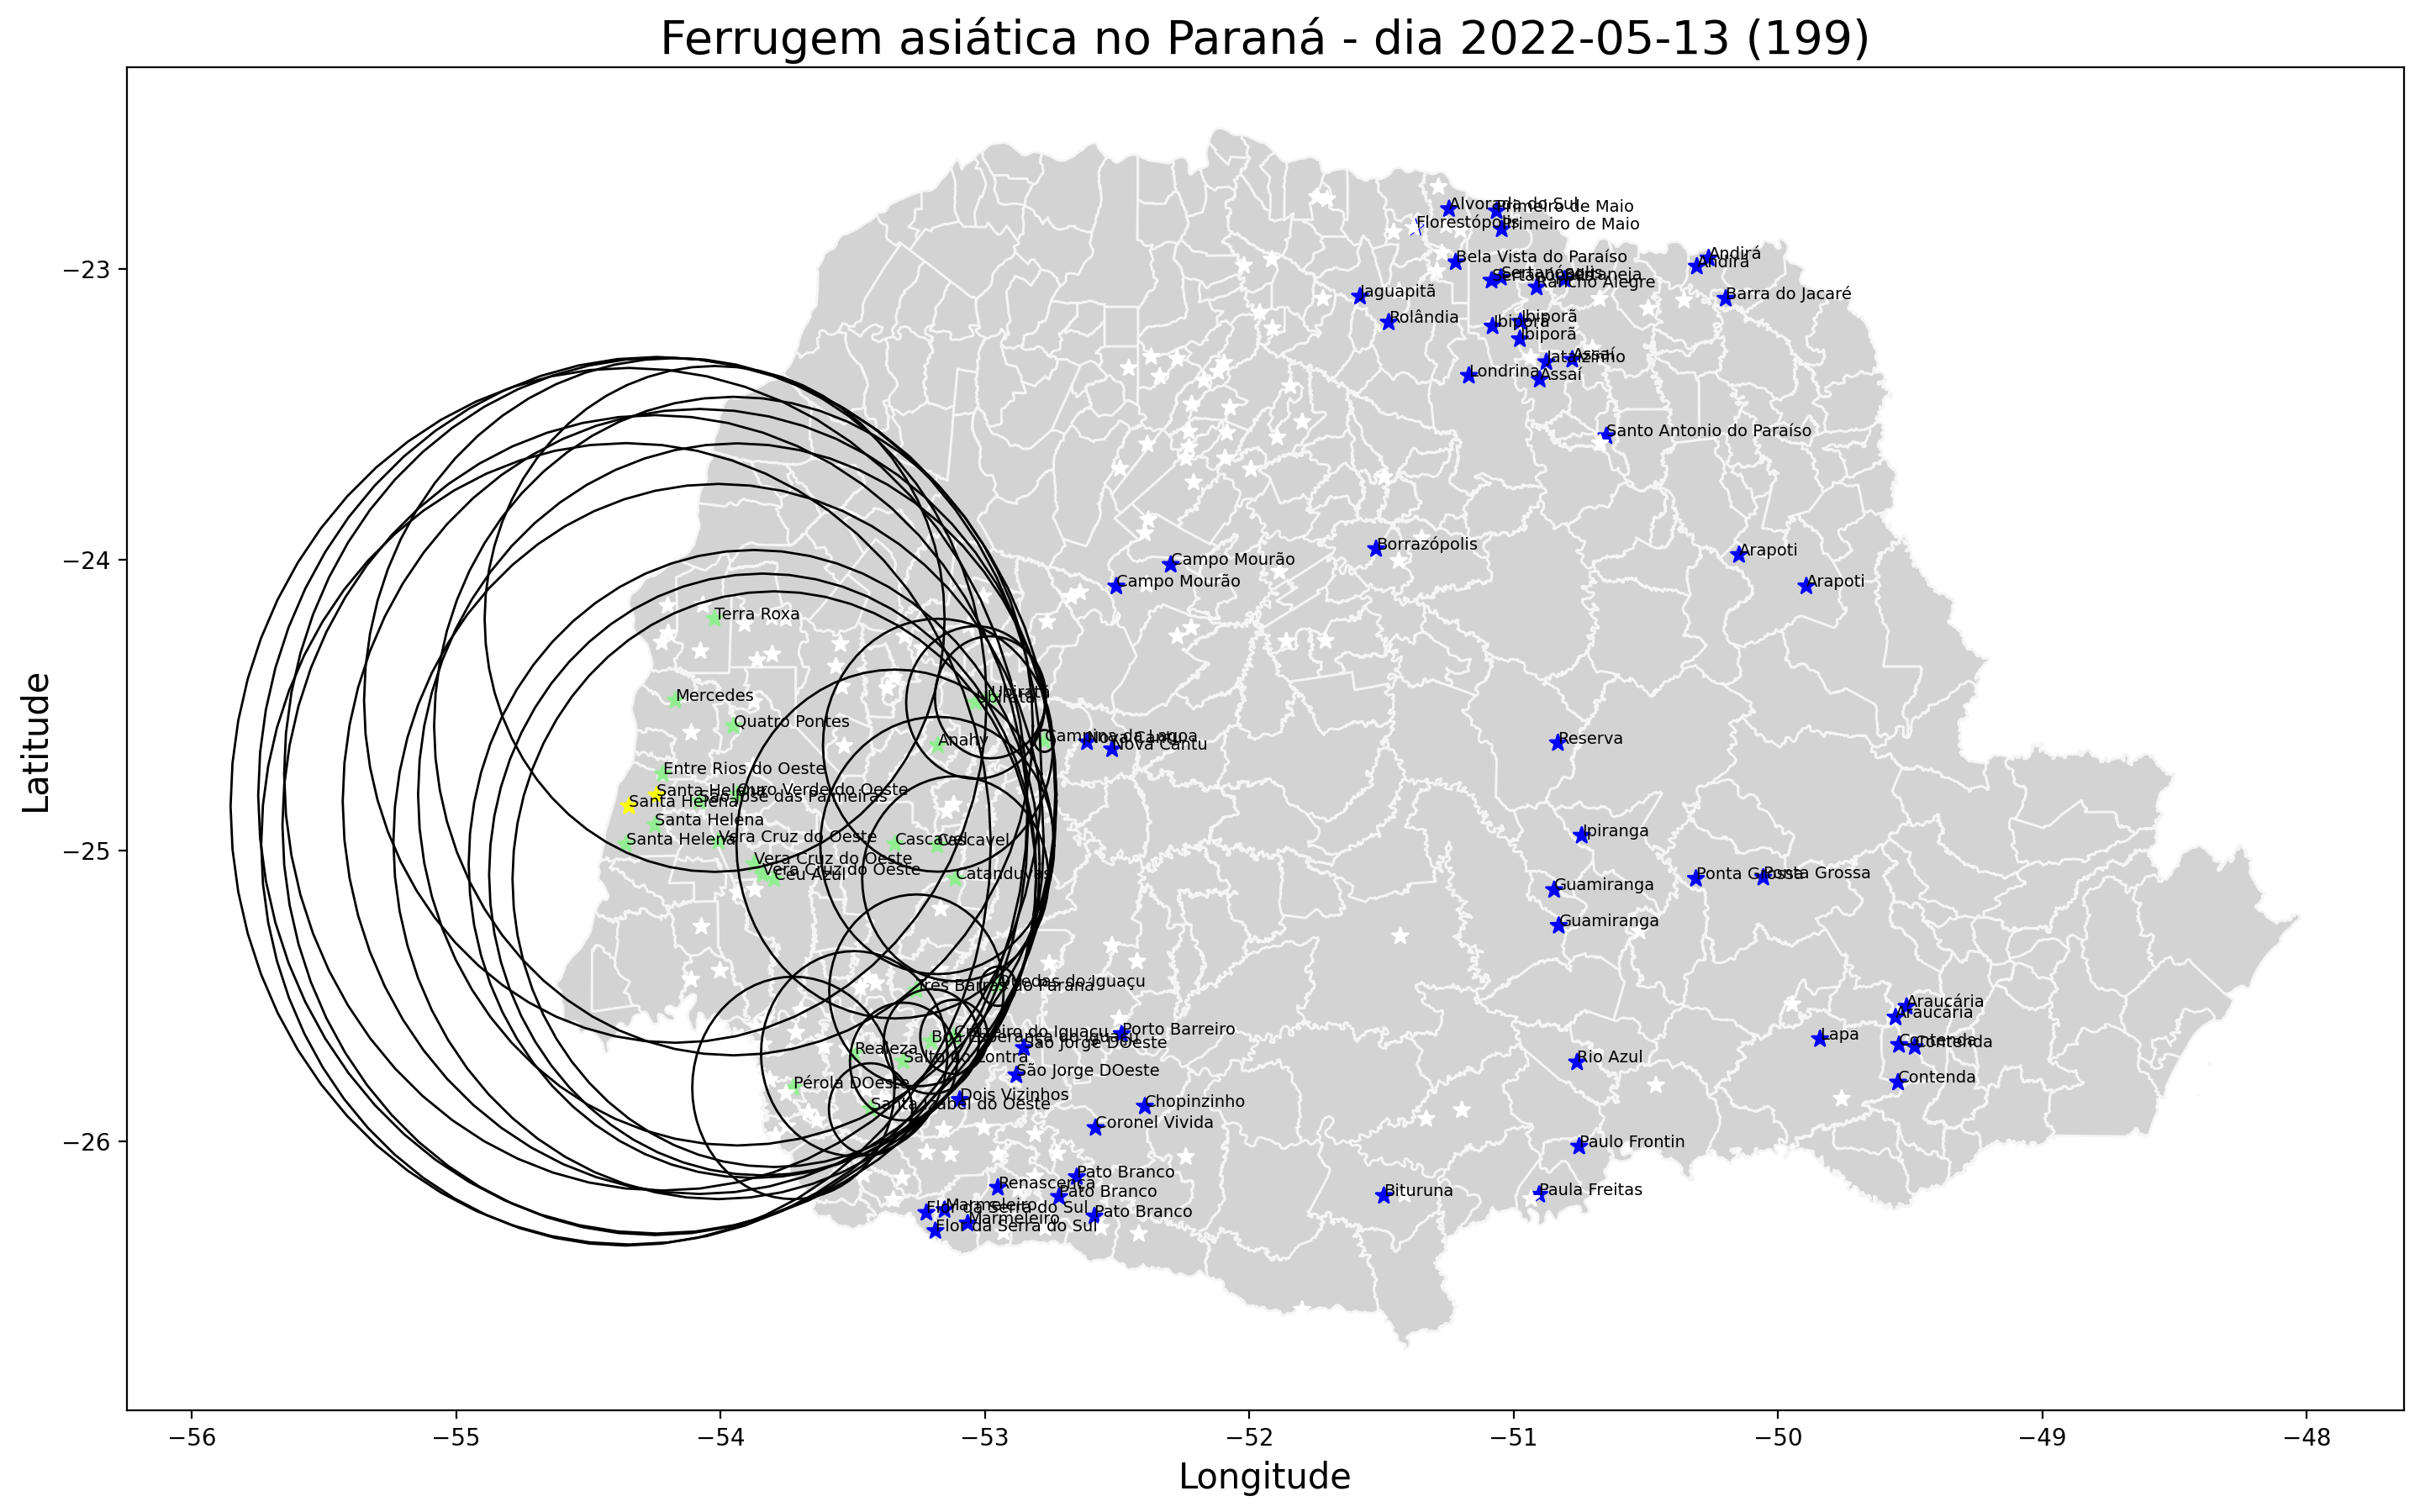 Ferrugem asiática no Paraná - dia 2022-05-13 (199)
Latitude
−23
−24
−25
−26
Alvorada do Sul
Primeiro de Maio
Florestópolis
Primeiro de Maio
Andirá
Andirá
Bela Vista do Paraíso
Sertanópolis
Sertaneja
Rancho Alegre
Jaguapitã
Barra do Jacaré
Rolândia
Ibiporã
Ibiporã
Ibiporã
Assaí
Jataizinho
Londrina
Assaí
Santo Antonio do Paraíso
Borrazópolis
Arapoti
Campo Mourão
Campo Mourão
Arapoti
Terra Roxa
Mercedes
Ubiratã
Ubiratã
Quatro Pontes
Anahy
Campina da Lagoa
Nova Cantu
Nova Cantu
Reserva
Entre Rios do Oeste
Santa Helena
Ouro Verde do Oeste
São José das Palmeiras
Santa Helena
Santa Helena
Ipiranga
Santa Helena
Vera Cruz do Oeste
Cascavel
Cascavel
Vera Cruz do Oeste
Vera Cruz do Oeste
Céu Azul
Catanduvas
Ponta Grossa
Ponta Grossa
Guamiranga
Guamiranga
Quedas do Iguaçu
Três Barras do Paraná
Araucária
Araucária
Cruzeiro do Iguaçu
Boa Esperança do Iguaçu
Porto Barreiro
São Jorge DOeste
Lapa
Contenda
Contenda
Realeza
Salto do Lontra
Rio Azul
São Jorge DOeste
Contenda
Pérola DOeste
Dois Vizinhos
Santa Izabel do Oeste
Chopinzinho
Coronel Vivida
Paulo Frontin
Pato Branco
Renascença
Pato Branco
Bituruna
Paula Freitas
Marmeleiro
Flor da Serra do Sul
Pato Branco
Marmeleiro
Flor da Serra do Sul
−56
−55
−54
−53
−52
−51
−50
−49
−48
Longitude